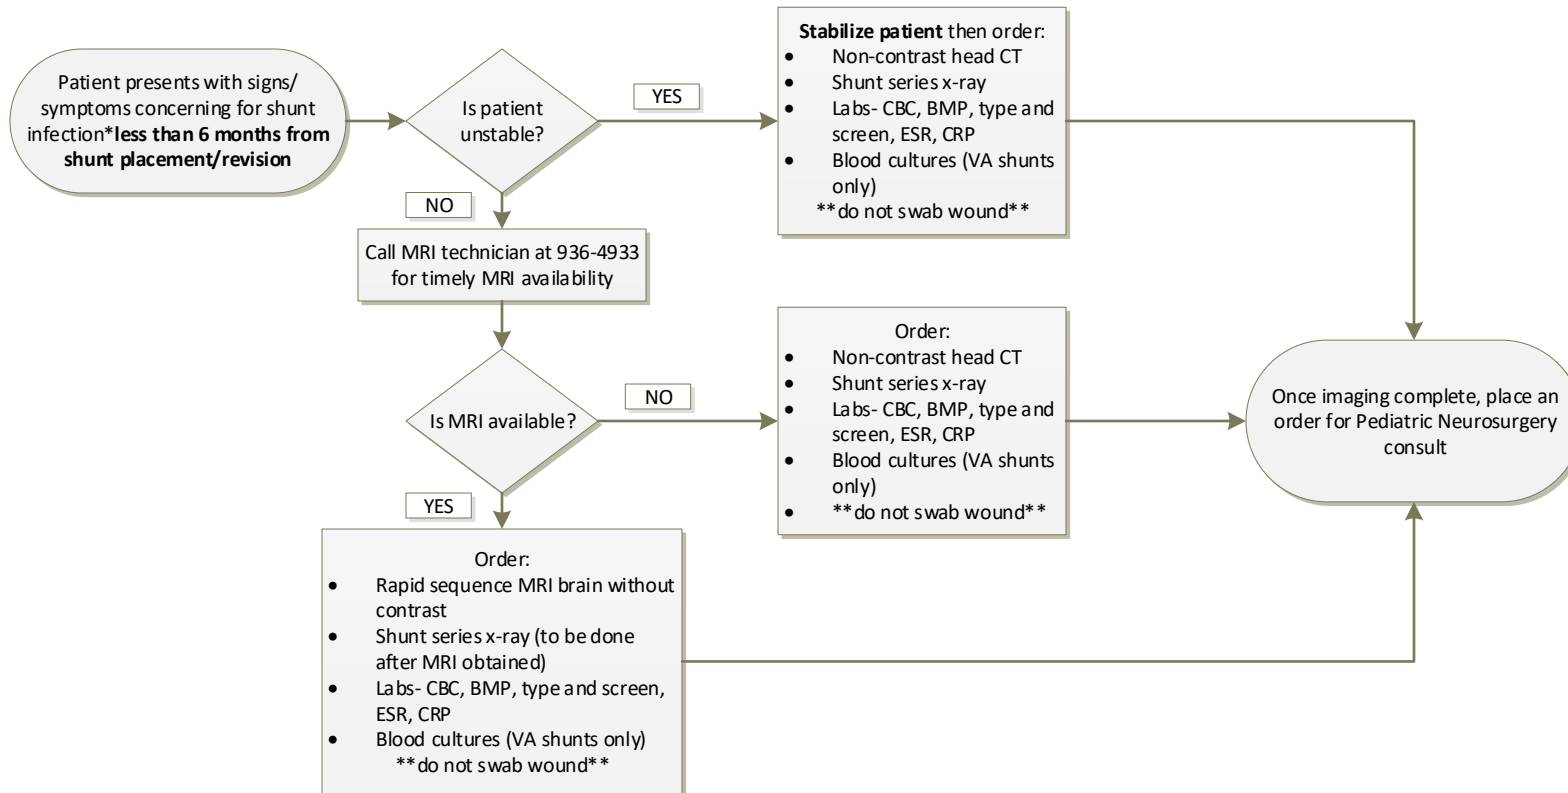 Patient presents with signs/
symptoms concerning for shunt
infection*less than 6 months from
shunt placement/revision
Is patient
unstable?
YES
Stabilize patient then order:
• Non-contrast head CT
• Shunt series x-ray
• Labs- CBC, BMP, type and
screen, ESR, CRP
• Blood cultures (VA shunts
only)
**do not swab wound**
NO
Call MRI technician at 936-4933
for timely MRI availability
Is MRI available?
NO
Order:
• Non-contrast head CT
• Shunt series x-ray
• Labs- CBC, BMP, type and
screen, ESR, CRP
• Blood cultures (VA shunts
only)
• **do not swab wound**
Once imaging complete, place an
order for Pediatric Neurosurgery
consult
YES
Order:
• Rapid sequence MRI brain without
contrast
• Shunt series x-ray (to be done
after MRI obtained)
• Labs- CBC, BMP, type and screen,
ESR, CRP
• Blood cultures (VA shunts only)
**do not swab wound**